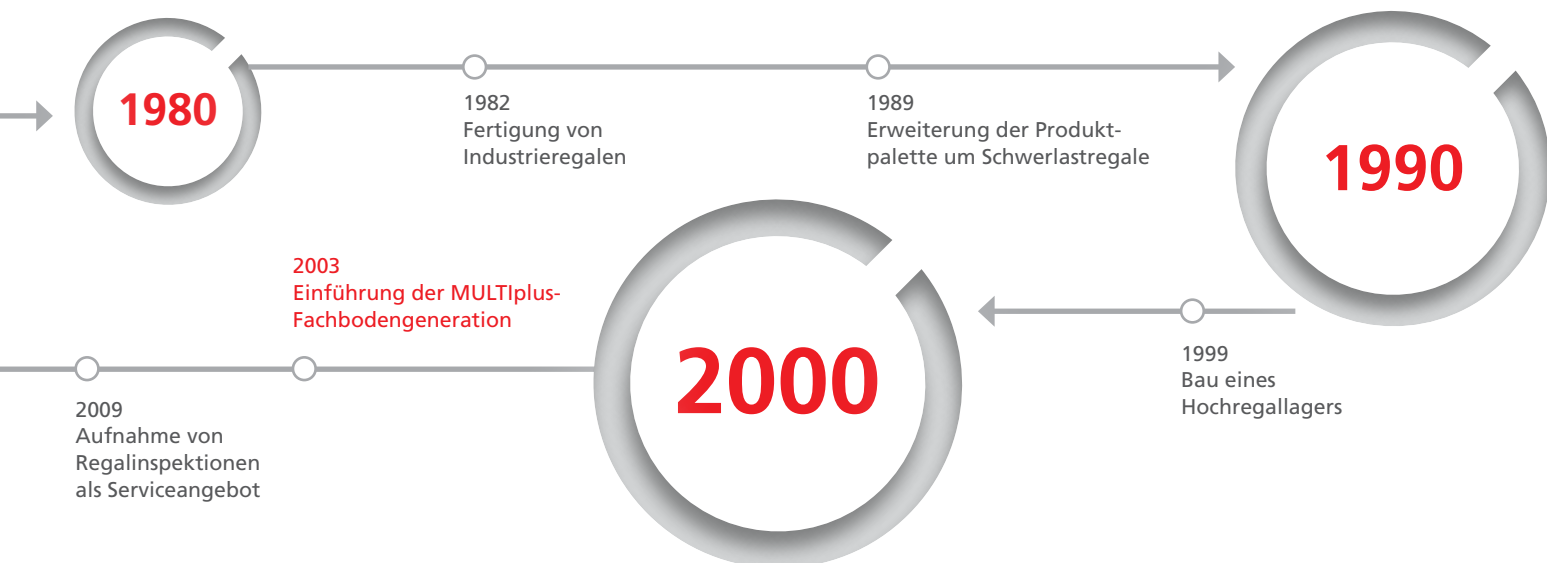 1980
1982
Fertigung von
Industrieregalen
1989
Erweiterung der Produkt-
palette um Schwerlastregale
1990
1999
Bau eines
Hochregallagers
2000
2003
Einführung der MULTIplus-
Fachbodengeneration
2009
Aufnahme von
Regalinspektionen
als Serviceangebot